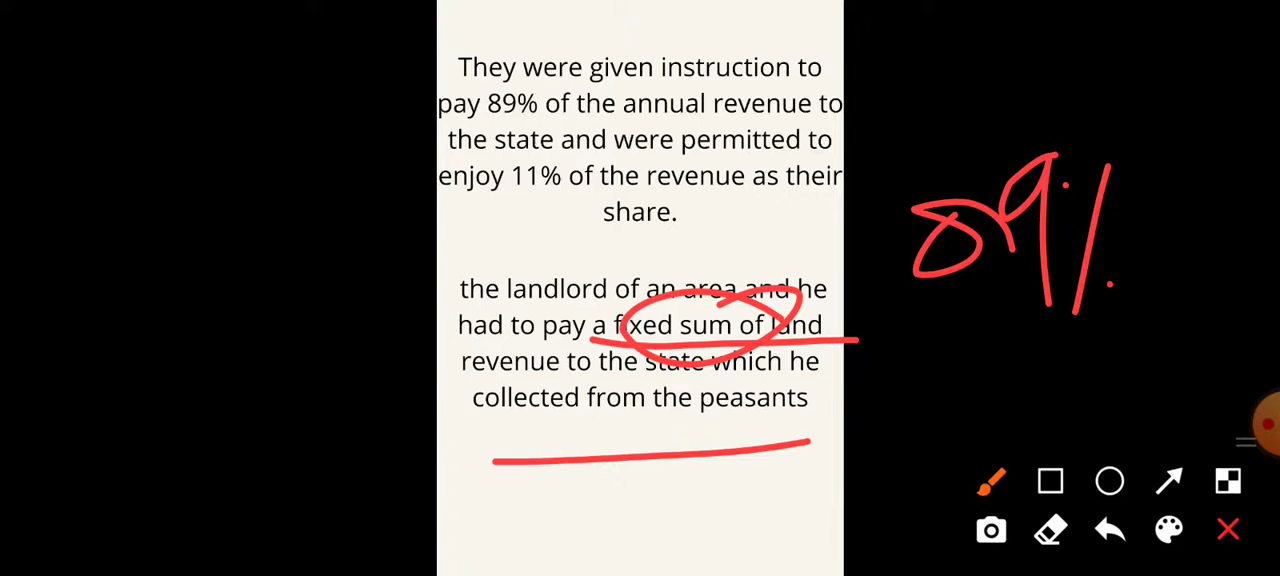 They were given instruction to
pay 89% of the annual revenue to
the state and were permitted to
enjoy 11% of the revenue as their
share.
the landlord of an area and he
had to pay a fixed sum of land
revenue to the state which he
collected from the peasants
89%